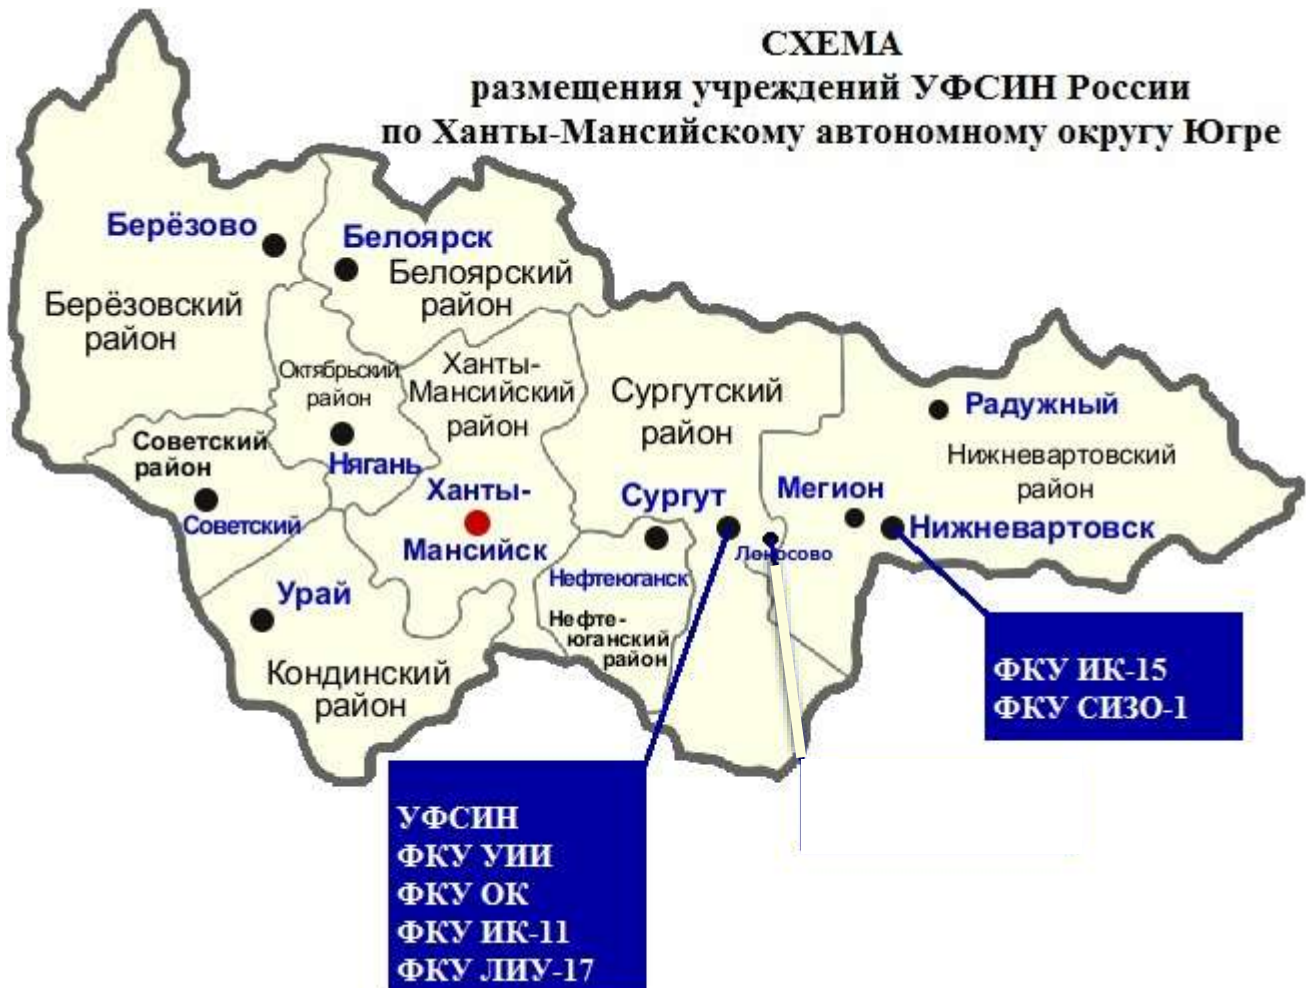 СХЕМА
размещения учреждений УФСИН России
по Ханты-Мансийскому автономному округу Югре
Берёзово
Белоярск
Белоярский
район
Берёзовский
район
Октябрьский
район
Ханты-
Мансийский
район
Сургутский
район
Радужный
Советский
район
Нягань
Нижневартовский
район
Ханты-
Мансийск
Сургут
Мегион
Советский
Нижневартовск
Нефтеюганск
Урай
Нефте-
юганский
район
Кондинский
район
ФКУ ИК-15
ФКУ СИЗО-1
УФСИН
ФКУ УИИ
ФКУ ОК
ФКУ ИК-11
ФКУ ЛИУ-17